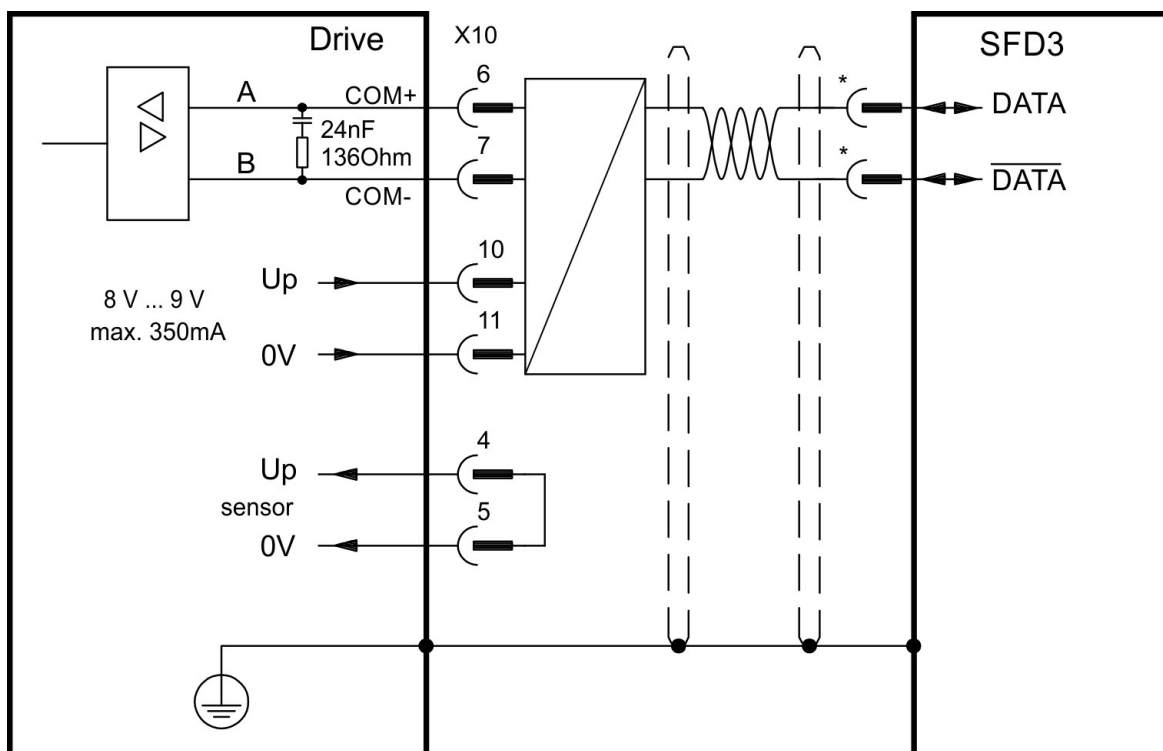 Drive
X10
SFD3
A
COM+
6
*
DATA
24nF
136Ohm
7
B
COM-
*
DATA
10
Up
8 V ... 9 V
max. 350mA
11
0V
4
Up
sensor
5
0V